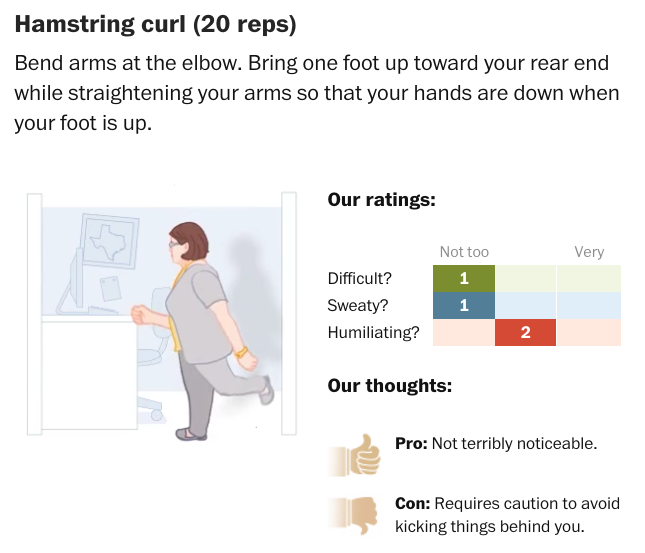 Hamstring curl (20 reps)
Bend arms at the elbow. Bring one foot up toward your rear end
while straightening your arms so that your hands are down when
your foot is up.
Our ratings:
Not too Very
Difficult? 1
Sweaty? 1
Humiliating? 2
Our thoughts:
Pro: Not terribly noticeable.
Con: Requires caution to avoid
kicking things behind you.